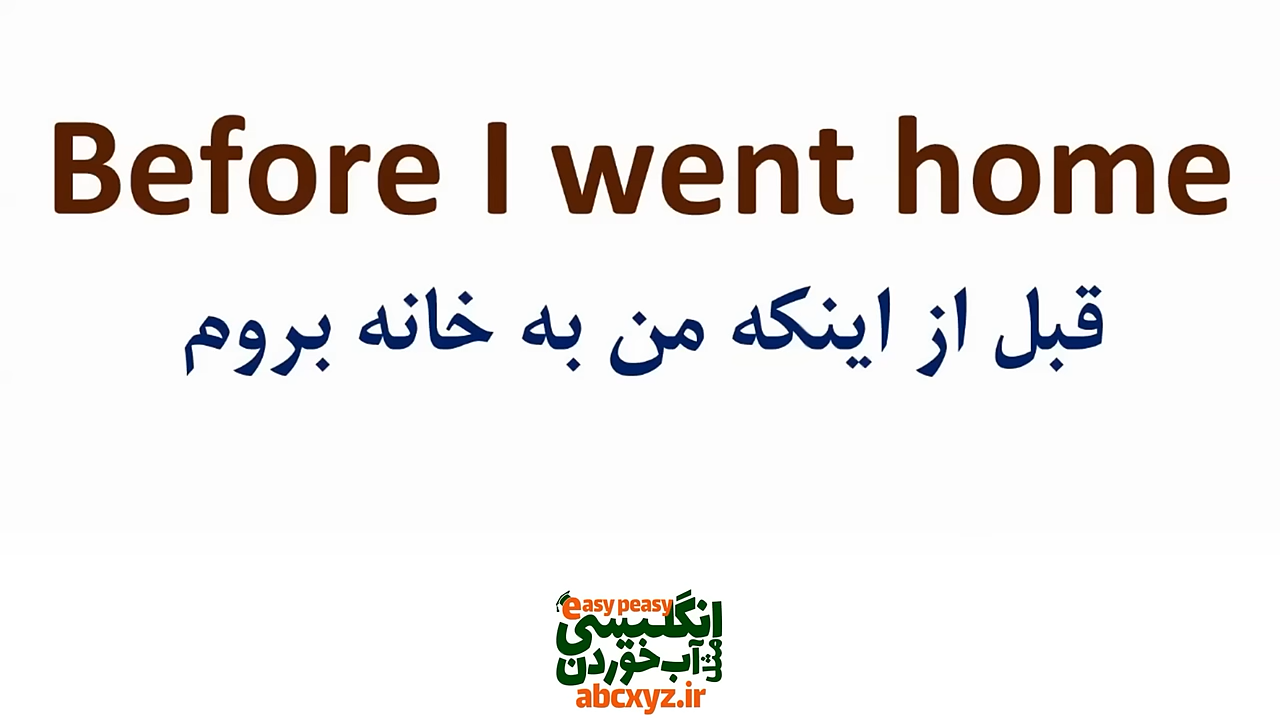 Before I went home
قبل از اینکه من به خانه بروم
easy peasy
انگلیسی
مثل آب خوردن
abcxyz.ir